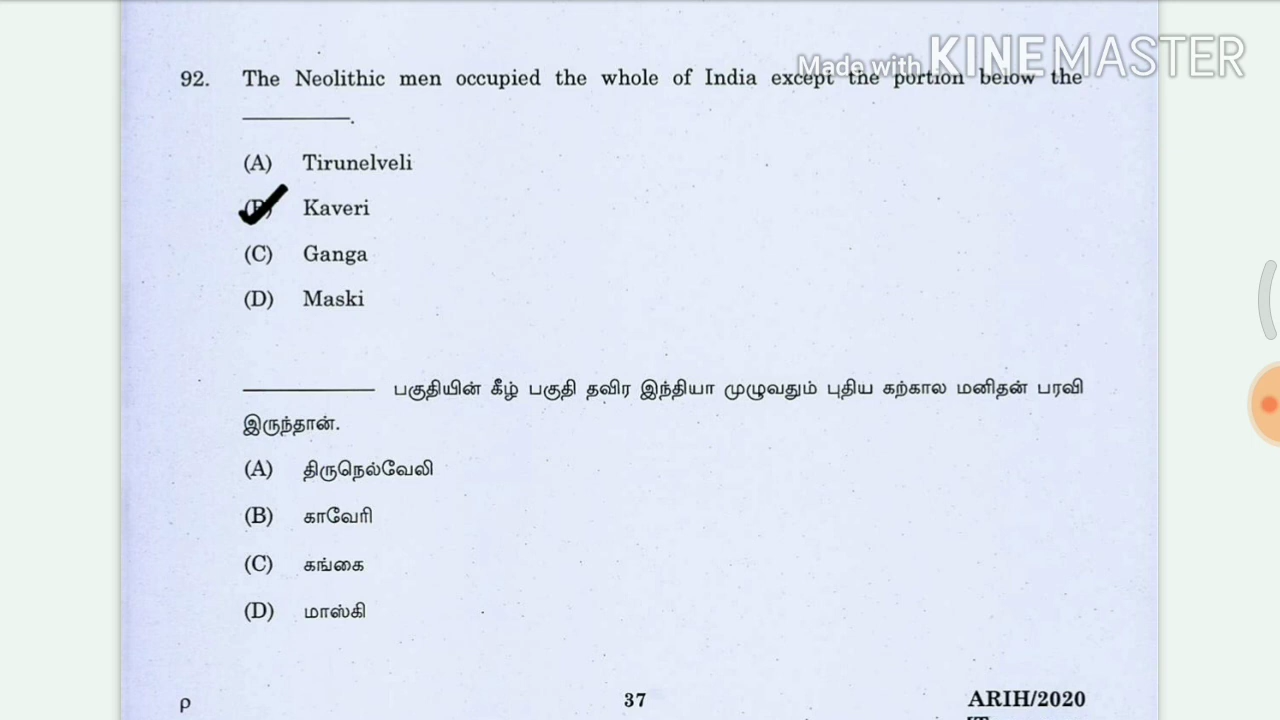 Made with KINEMASTER
92. The Neolithic men occupied the whole of India except the portion below the
__________.
(A) Tirunelveli
(B) Kaveri
(C) Ganga
(D) Maski
__________ பகுதியின் கீழ் பகுதி தவிர இந்தியா முழுவதும் புதிய கற்கால மனிதன் பரவி
இருந்தான்.
(A) திருநெல்வேலி
(B) காவேரி
(C) கங்கை
(D) மாஸ்கி
ρ 37 ARIH/2020